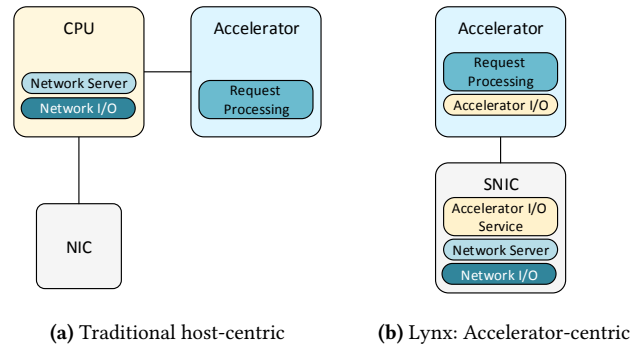 CPU
Network Server
Network I/O
Accelerator
Request
Processing
NIC
(a) Traditional host-centric
Accelerator
Request
Processing
Accelerator I/O
SNIC
Accelerator I/O
Service
Network Server
Network I/O
(b) Lynx: Accelerator-centric